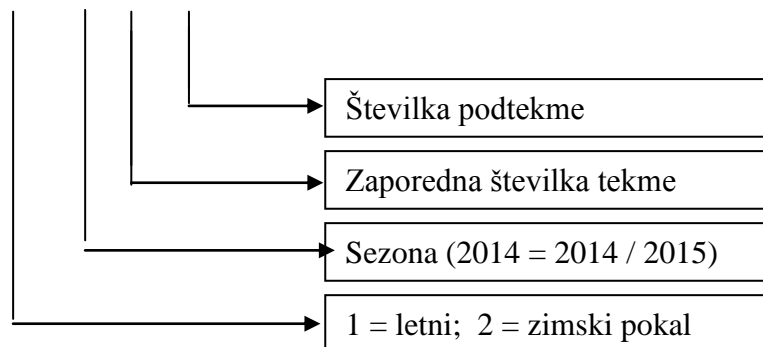 Številka podtekme
Zaporedna številka tekme
Sezona (2014 = 2014 / 2015)
1 = letni; 2 = zimski pokal